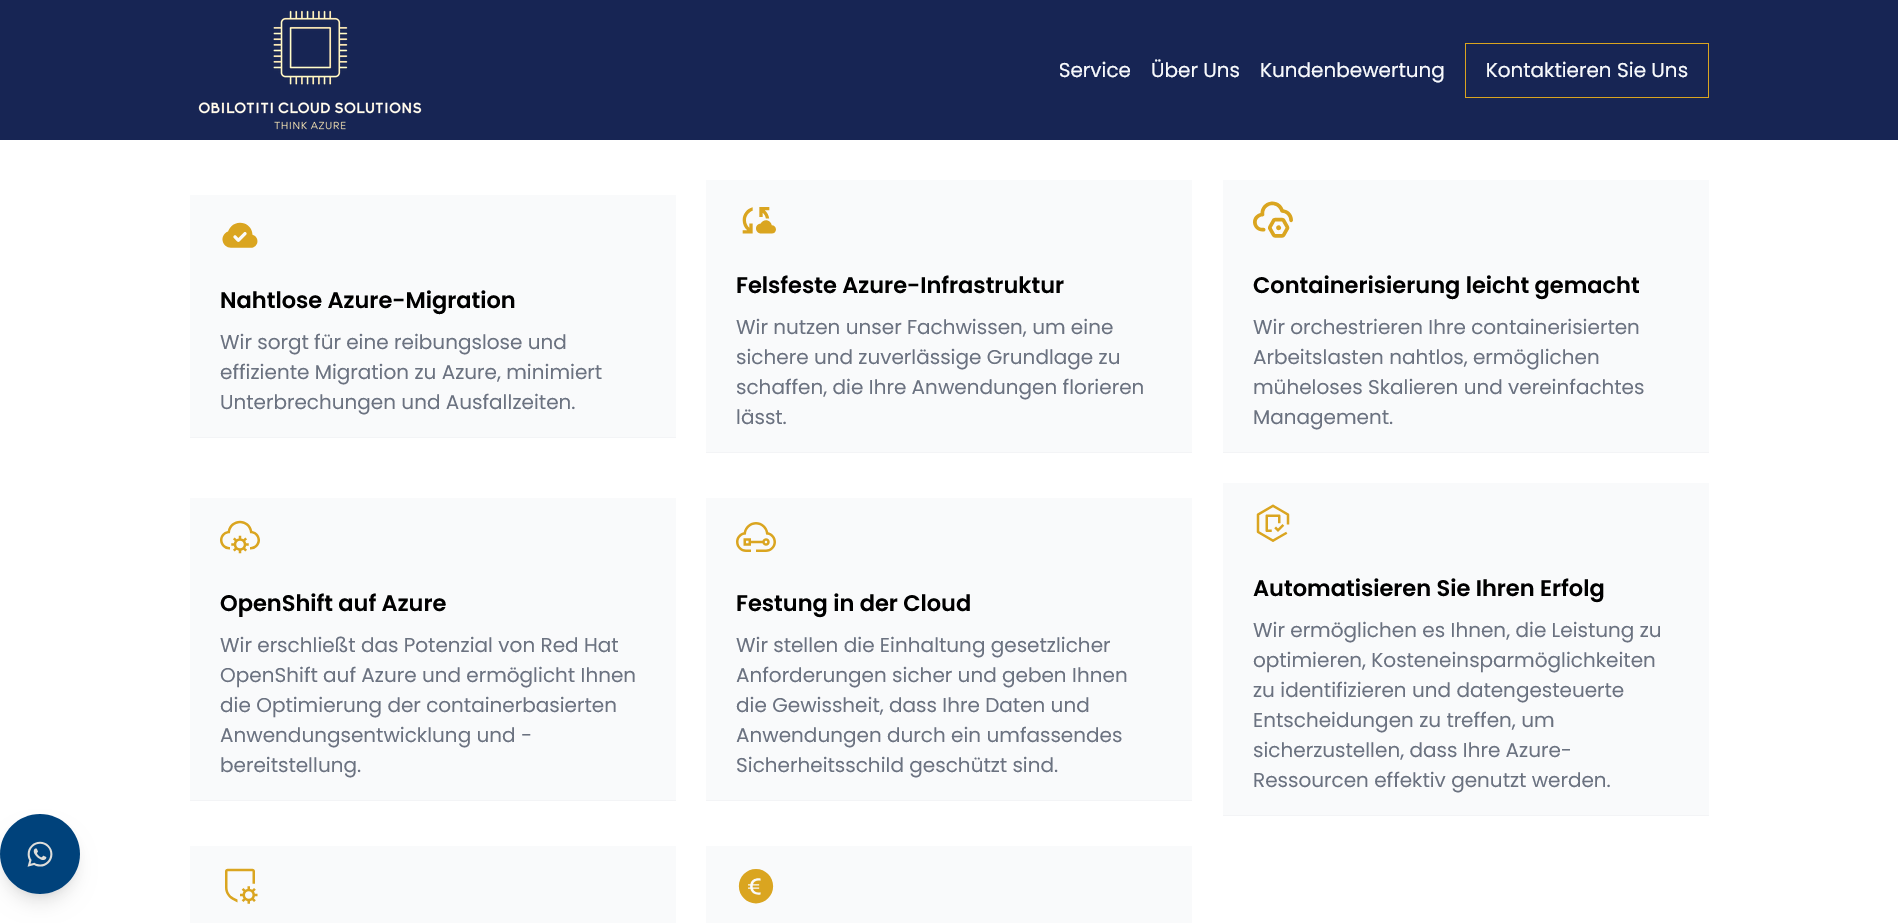 OBILOTITI CLOUD SOLUTIONS
THINK AZURE
Service
Über Uns
Kundenbewertung
Kontaktieren Sie Uns
Nahtlose Azure-Migration
Wir sorgt für eine reibungslose und
effiziente Migration zu Azure, minimiert
Unterbrechungen und Ausfallzeiten.
Felsfeste Azure-Infrastruktur
Wir nutzen unser Fachwissen, um eine
sichere und zuverlässige Grundlage zu
schaffen, die Ihre Anwendungen florieren
lässt.
Containerisierung leicht gemacht
Wir orchestrieren Ihre containerisierten
Arbeitslasten nahtlos, ermöglichen
müheloses Skalieren und vereinfachtes
Management.
OpenShift auf Azure
Wir erschließt das Potenzial von Red Hat
OpenShift auf Azure und ermöglicht Ihnen
die Optimierung der containerbasierten
Anwendungsentwicklung und -
bereitstellung.
Festung in der Cloud
Wir stellen die Einhaltung gesetzlicher
Anforderungen sicher und geben Ihnen
die Gewissheit, dass Ihre Daten und
Anwendungen durch ein umfassendes
Sicherheitsschild geschützt sind.
Automatisieren Sie Ihren Erfolg
Wir ermöglichen es Ihnen, die Leistung zu
optimieren, Kosteneinsparmöglichkeiten
zu identifizieren und datengesteuerte
Entscheidungen zu treffen, um
sicherzustellen, dass Ihre Azure-
Ressourcen effektiv genutzt werden.
€